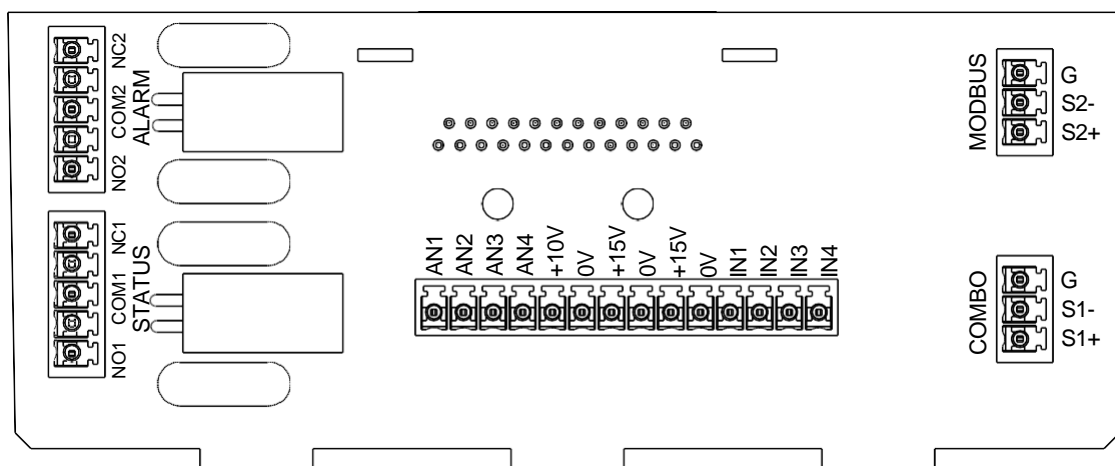 NC2
COM2
NO2
ALARM
NC1
COM1
NO1
STATUS
AN1
AN2
AN3
AN4
+10V
0V
+15V
0V
+15V
0V
IN1
IN2
IN3
IN4
MODBUS
G
S2-
S2+
COMBO
G
S1-
S1+